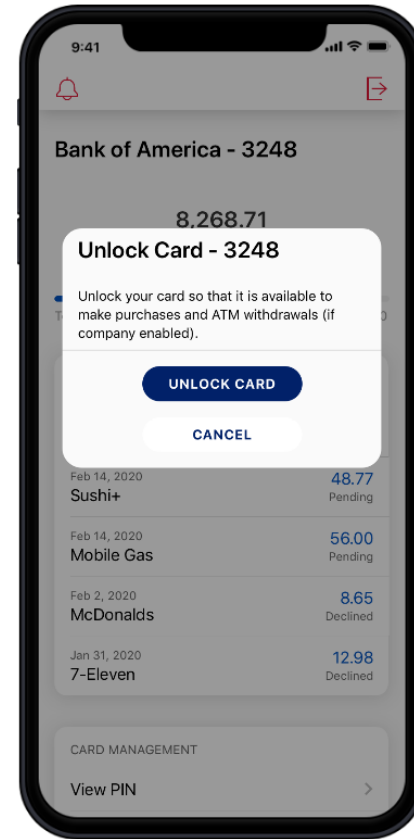 9:41
Bank of America - 3248
8,268.71
Unlock Card - 3248
Unlock your card so that it is available to
make purchases and ATM withdrawals (if
company enabled).
UNLOCK CARD
CANCEL
Feb 14, 2020
48.77
Sushi+
Pending
Feb 14, 2020
56.00
Mobile Gas
Pending
Feb 2, 2020
8.65
McDonalds
Declined
Jan 31, 2020
12.98
7-Eleven
Declined
CARD MANAGEMENT
View PIN